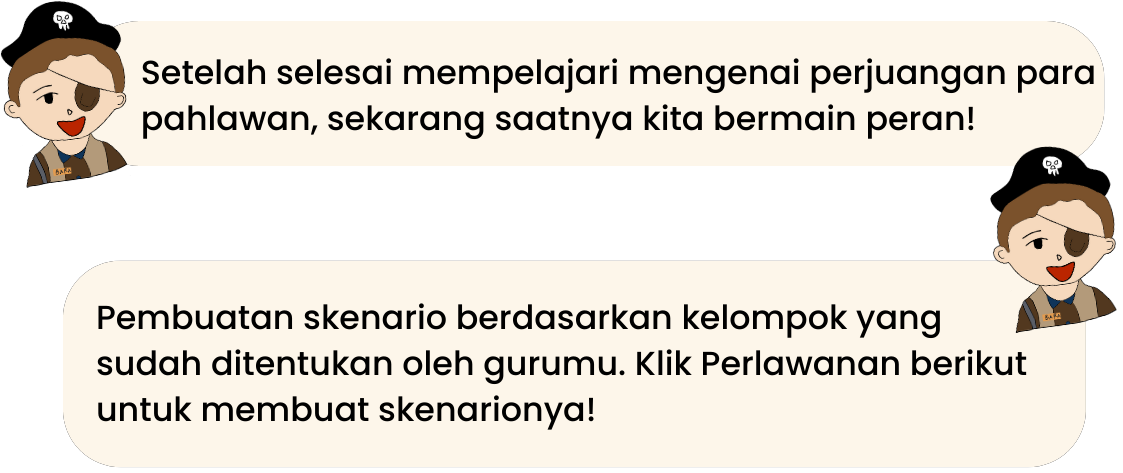 Setelah selesai mempelajari mengenai perjuangan para
pahlawan, sekarang saatnya kita bermain peran!
Pembuatan skenario berdasarkan kelompok yang
sudah ditentukan oleh gurumu. Klik Perlawanan berikut
untuk membuat skenarionya!